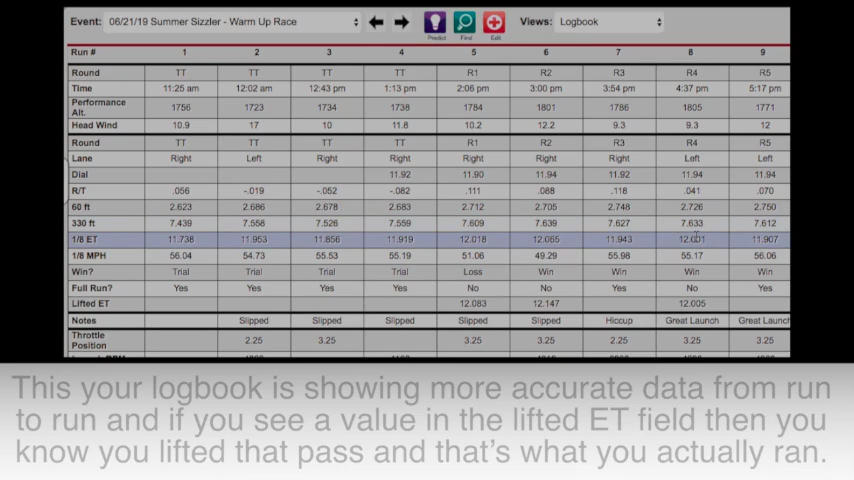 Event: 06/21/19 Summer Sizzler - Warm Up Race Predict Find Edit Views: Logbook
Run # 1 2 3 4 5 6 7 8 9
Round TT TT TT TT R1 R2 R3 R4 R5
Time 11:25 am 12:02 am 12:43 pm 1:13 pm 2:06 pm 3:00 pm 3:54 pm 4:37 pm 5:17 pm
Performance Alt. 1756 1723 1734 1738 1784 1801 1786 1805 1771
Head Wind 10.9 17 10 11.8 10.2 12.2 9.3 9.3 12
Round TT TT TT TT R1 R2 R3 R4 R5
Lane Right Left Right Right Right Right Right Left Left
Dial 11.92 11.90 11.94 11.92 11.94 11.94
R/T .056 -.019 -.052 -.082 .111 .088 .118 .041 .070
60 ft 2.623 2.686 2.678 2.683 2.712 2.705 2.748 2.726 2.750
330 ft 7.439 7.558 7.526 7.559 7.609 7.639 7.627 7.633 7.612
1/8 ET 11.738 11.953 11.856 11.919 12.018 12.065 11.943 11.907
1/8 MPH 56.04 54.73 55.53 55.19 51.06 49.29 55.98 55.17 56.06
Win? Trial Trial Trial Trial Loss Win Win Win Win
Full Run? Yes Yes Yes Yes No No Yes No Yes
Lifted ET 12.083 12.147 12.005
Notes Slipped Slipped Slipped Slipped Slipped Hiccup Great Launch Great Launch
Throttle Position 2.25 3.25 3.25 3.25 2.25 3.25 3.25
This your logbook is showing more accurate data from run
to run and if you see a value in the lifted ET field then you
know you lifted that pass and that's what you actually ran.